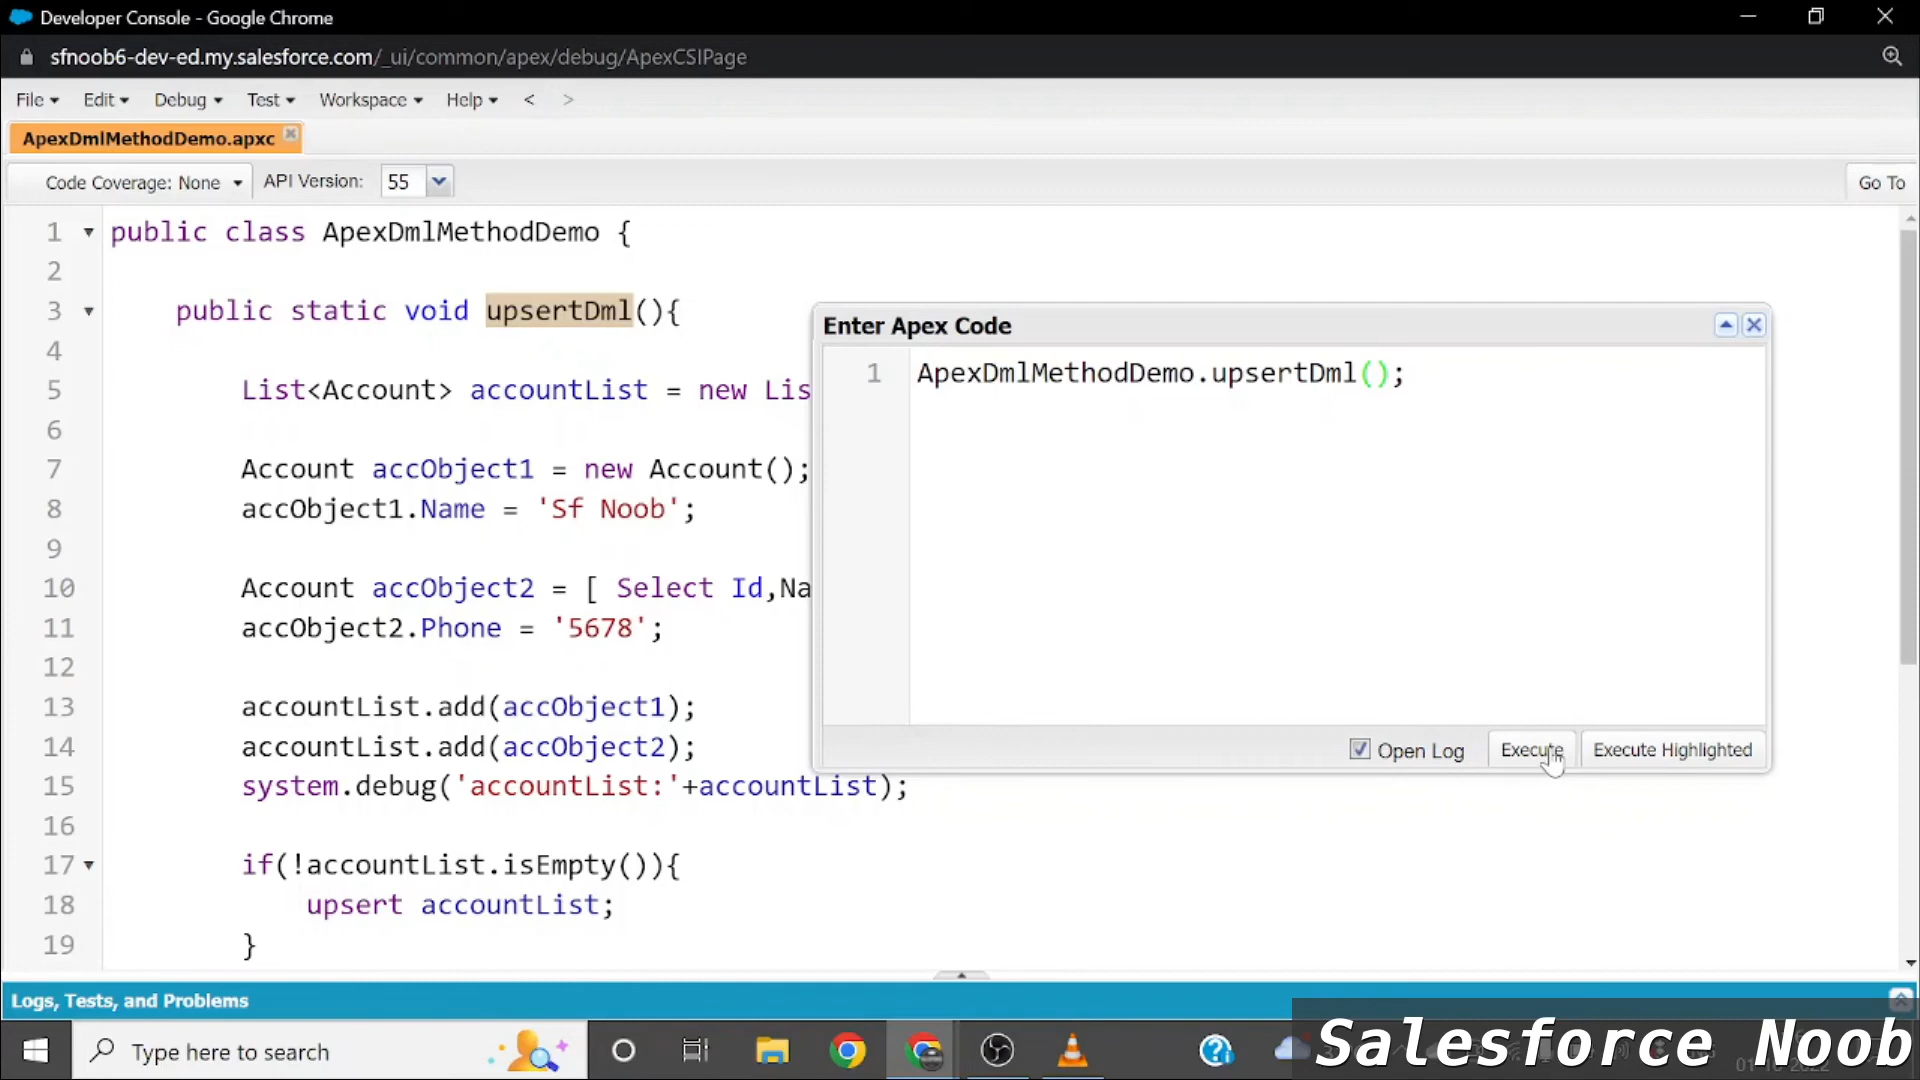 Developer Console - Google Chrome
sfnoob6-dev-ed.my.salesforce.com/_ui/common/apex/debug/ApexCSIPage
File Edit Debug Test Workspace Help < >
ApexDmlMethodDemo.apxc
Code Coverage: None API Version: 55 Go To
1 public class ApexDmlMethodDemo {
2
3 public static void upsertDml(){
4
5 List<Account> accountList = new Lis
6
7 Account accObject1 = new Account();
8 accObject1.Name = 'Sf Noob';
9
10 Account accObject2 = [ Select Id,Na
11 accObject2.Phone = '5678';
12
13 accountList.add(accObject1);
14 accountList.add(accObject2);
15 system.debug('accountList:'+accountList);
16
17 if(!accountList.isEmpty()){
18 upsert accountList;
19 }
Enter Apex Code
1 ApexDmlMethodDemo.upsertDml();
Open Log Execute Execute Highlighted
Logs, Tests, and Problems
Type here to search
Salesforce Noob